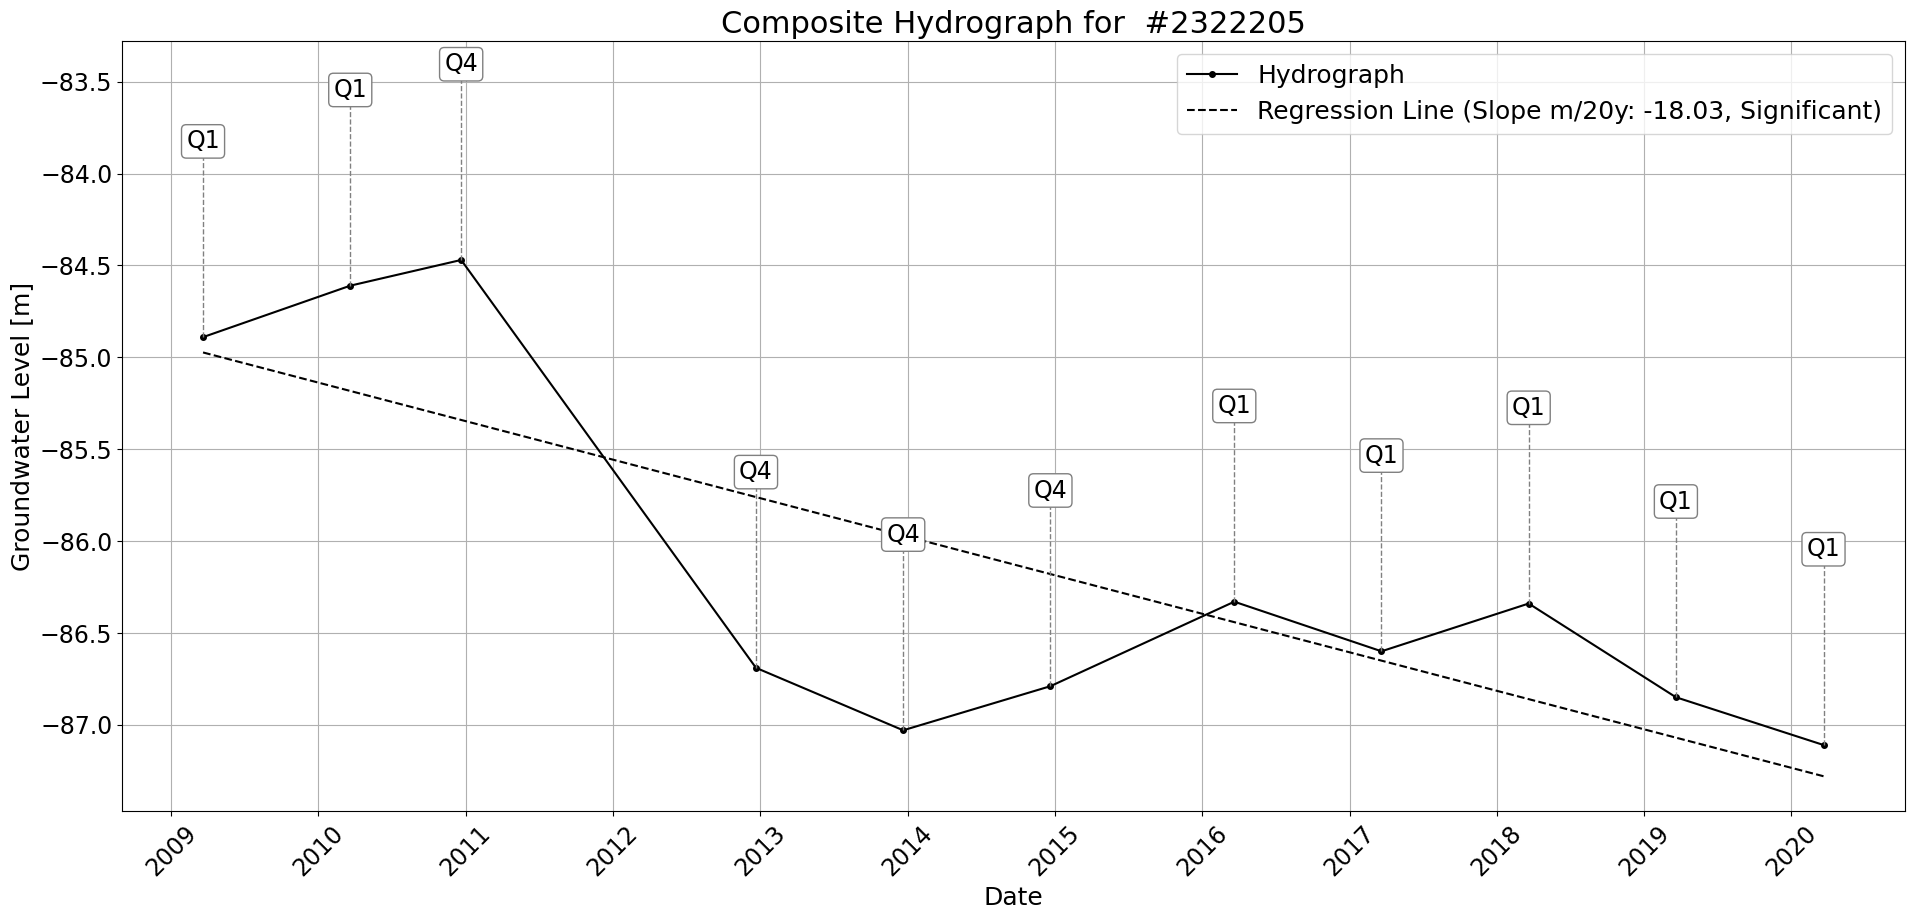 Composite Hydrograph for #2322205
Hydrograph
Regression Line (Slope m/20y: -18.03, Significant)
Groundwater Level [m]
−83.5
−84.0
−84.5
−85.0
−85.5
−86.0
−86.5
−87.0
Q1
Q1
Q4
Q4
Q4
Q4
Q1
Q1
Q1
Q1
Q1
2009
2010
2011
2012
2013
2014
2015
2016
2017
2018
2019
2020
Date